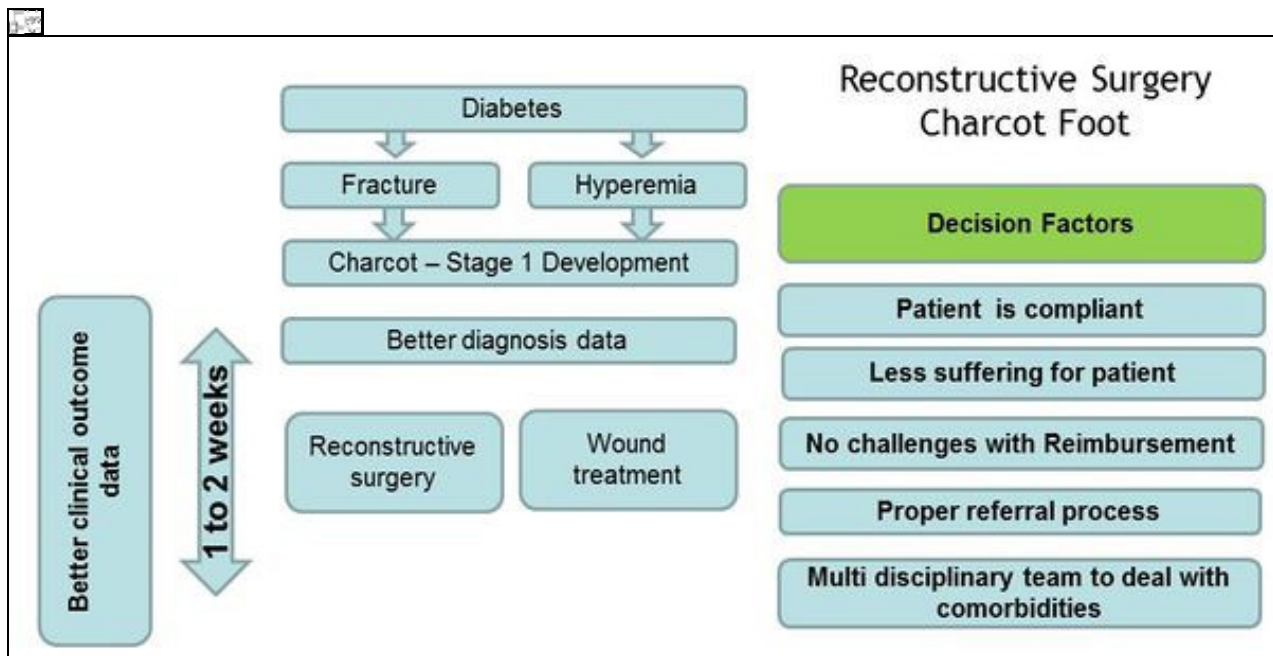 Reconstructive Surgery
Charcot Foot
Diabetes
Fracture
Hyperemia
Charcot – Stage 1 Development
Better diagnosis data
Reconstructive
surgery
Wound
treatment
Better clinical outcome
data
1 to 2 weeks
Decision Factors
Patient is compliant
Less suffering for patient
No challenges with Reimbursement
Proper referral process
Multi disciplinary team to deal with
comorbidities